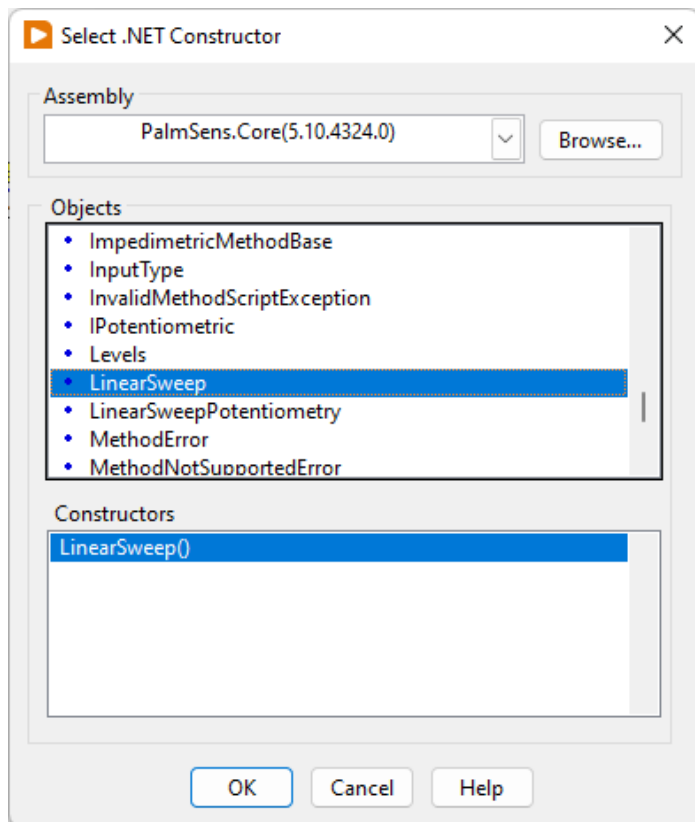 Select .NET Constructor
Assembly
PalmSens.Core(5.10.4324.0)
Browse...
Objects
ImpedimetricMethodBase
InputType
InvalidMethodScriptException
IPotentiometric
Levels
LinearSweep
LinearSweepPotentiometry
MethodError
MethodNotSupportedError
Constructors
LinearSweep()
OK
Cancel
Help